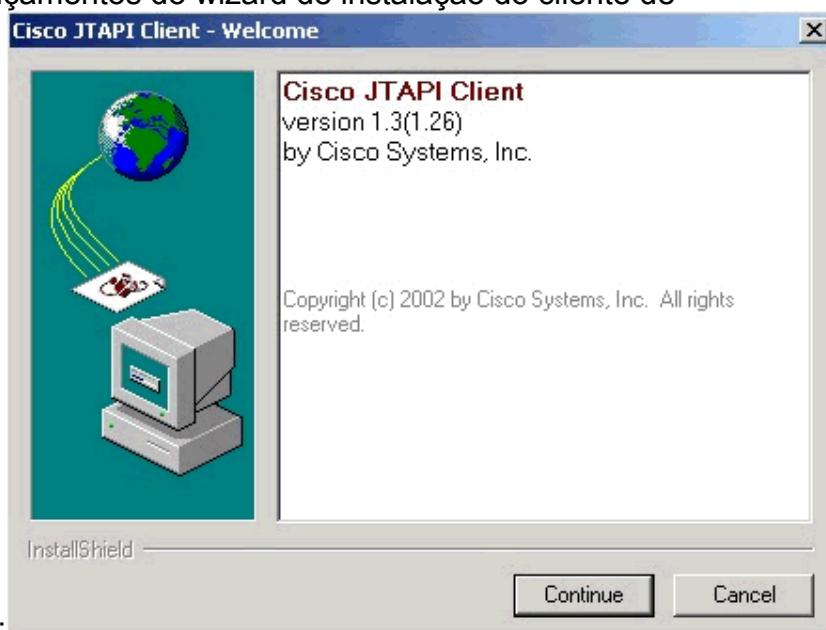 çamentos do wizard de instalação do cliente do
Cisco JTAPI Client - Welcome
Cisco JTAPI Client
version 1.3(1.26)
by Cisco Systems, Inc.
Copyright (c) 2002 by Cisco Systems, Inc. All rights
reserved.
InstallShield
Continue
Cancel
.